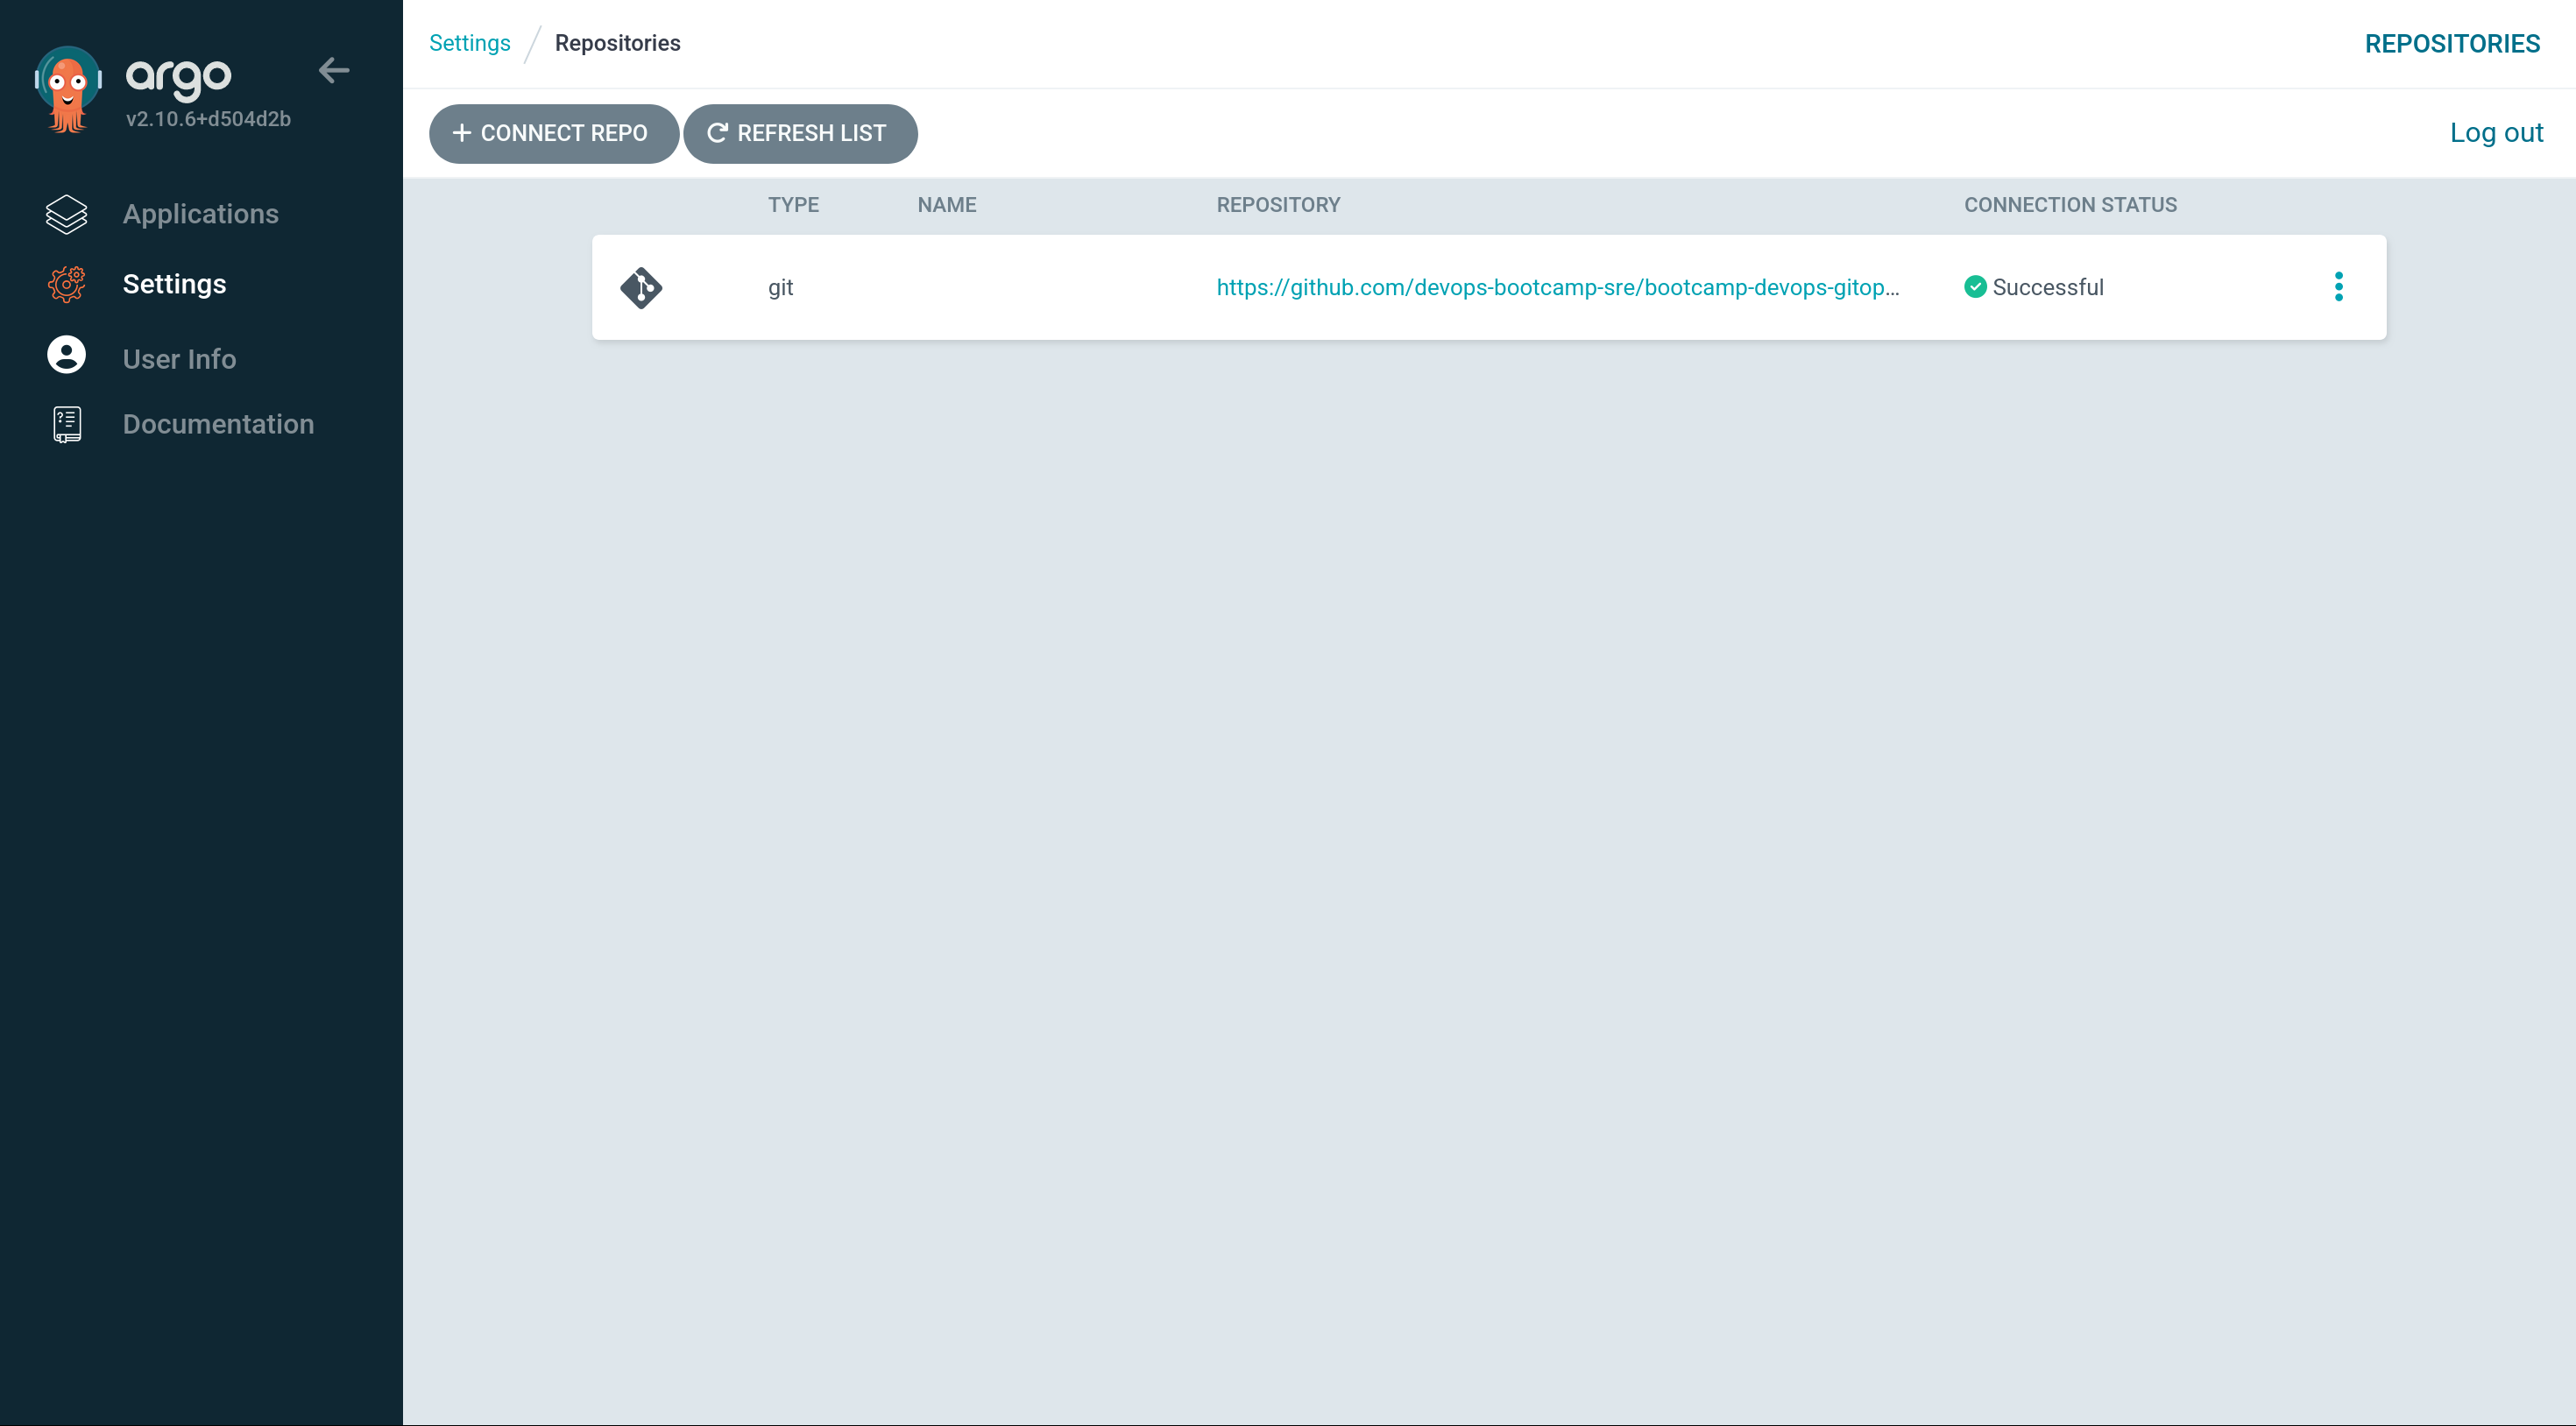 argo
v2.10.6+d504d2b
Applications
Settings
User Info
Documentation
Settings / Repositories
REPOSITORIES
+ CONNECT REPO
REFRESH LIST
Log out
TYPE NAME REPOSITORY CONNECTION STATUS
git https://github.com/devops-bootcamp-sre/bootcamp-devops-gitop... Successful